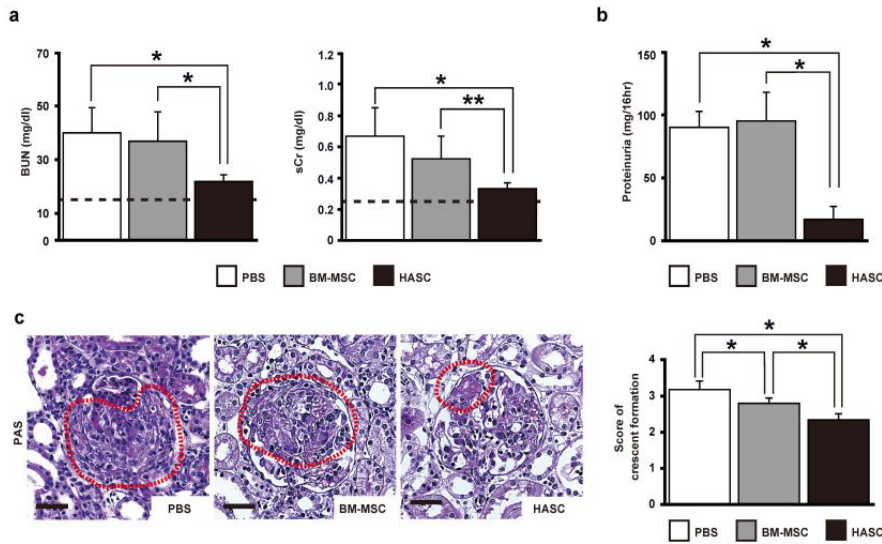 a
b
70
50
30
10
0
BUN (mg/dl)
*
*
1.2
1.0
0.8
0.6
0.4
0.2
0
sCr (mg/dl)
*
**
150
100
50
0
Proteinuria (mg/16hr)
*
*
PBS BM-MSC HASC
PBS BM-MSC HASC
c
PAS
PBS
BM-MSC
HASC
4
3
2
1
0
Score of
crescent formation
*
* *
PBS BM-MSC HASC